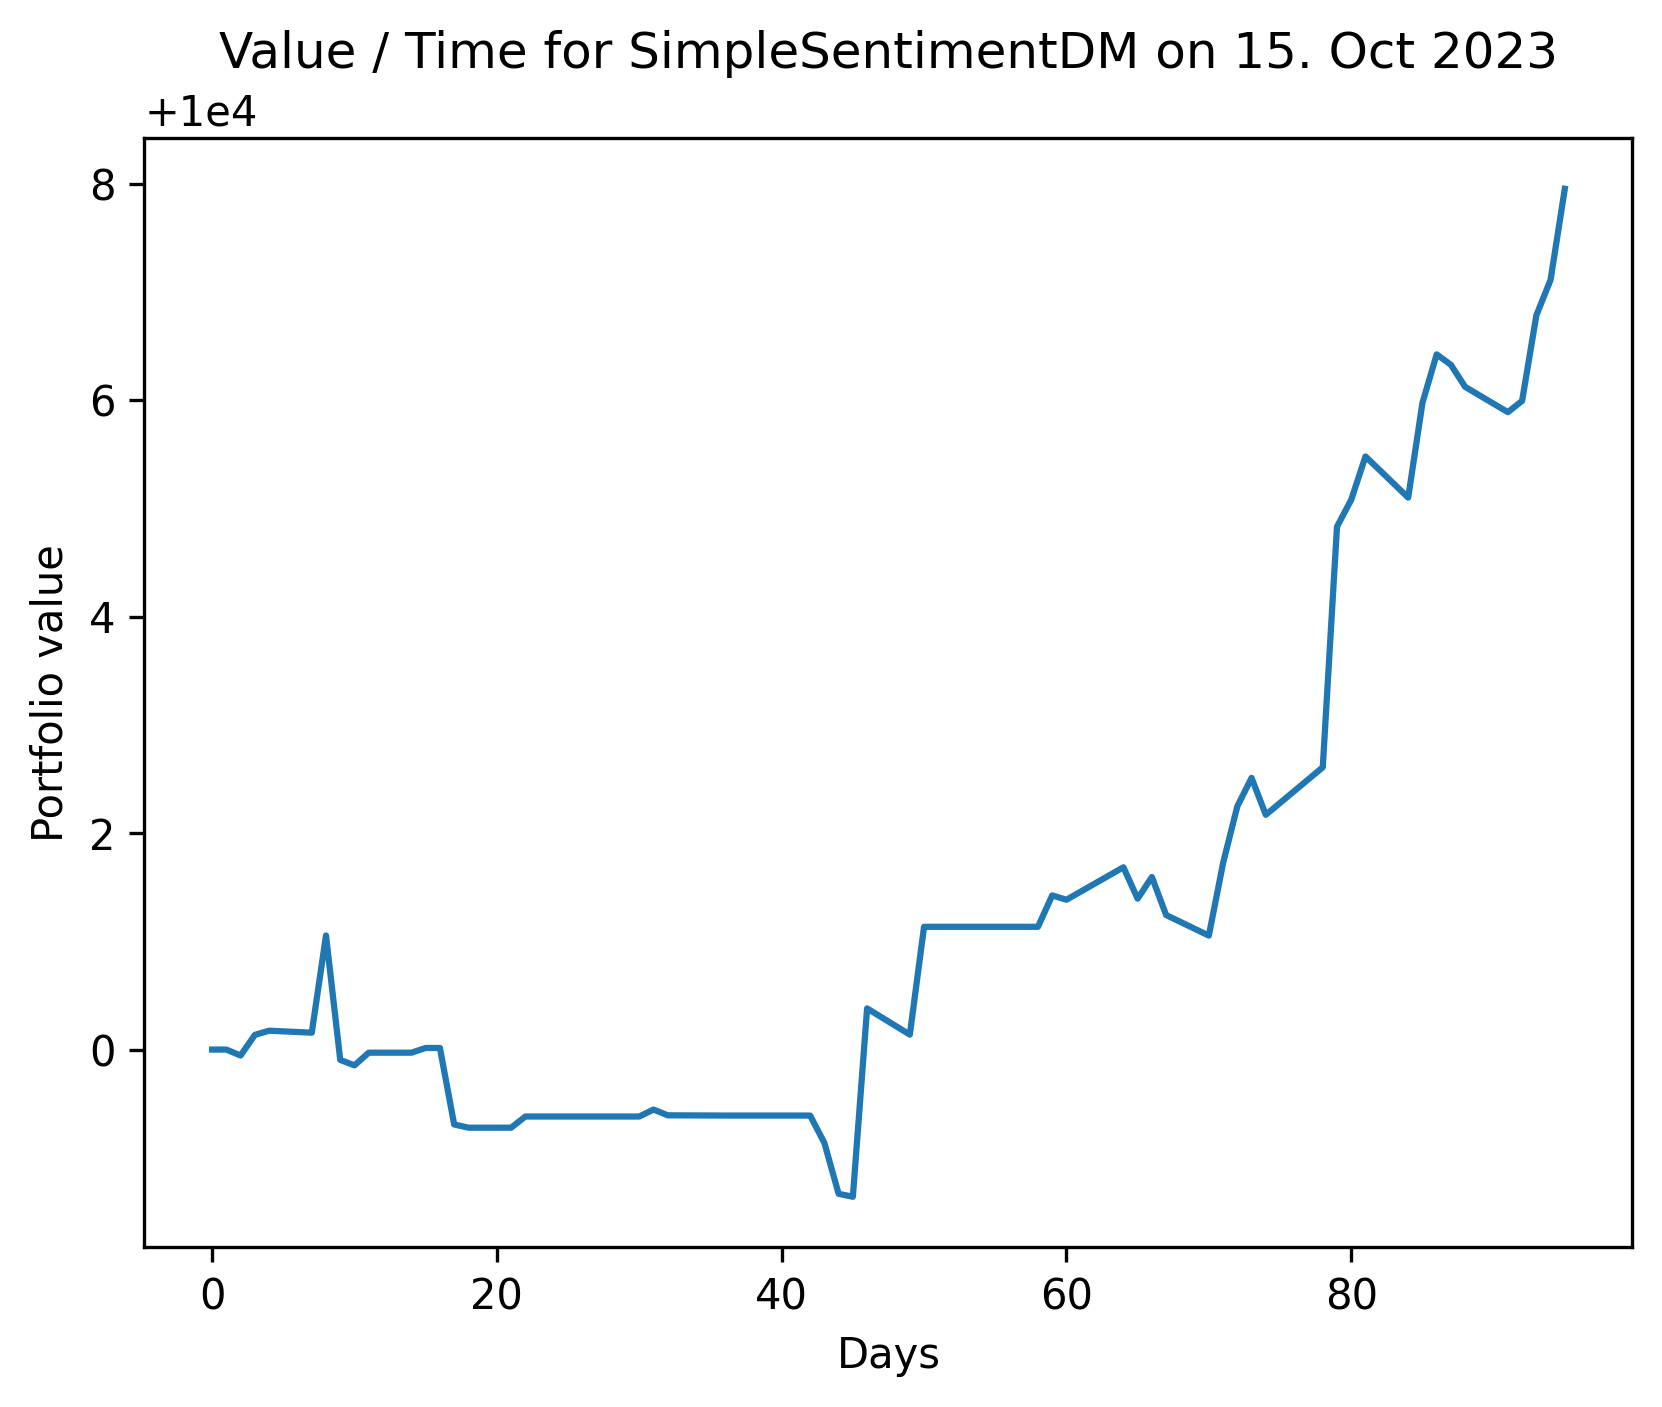 Value / Time for SimpleSentimentDM on 15. Oct 2023
+1e4
8
6
4
2
0
Portfolio value
0 20 40 60 80
Days